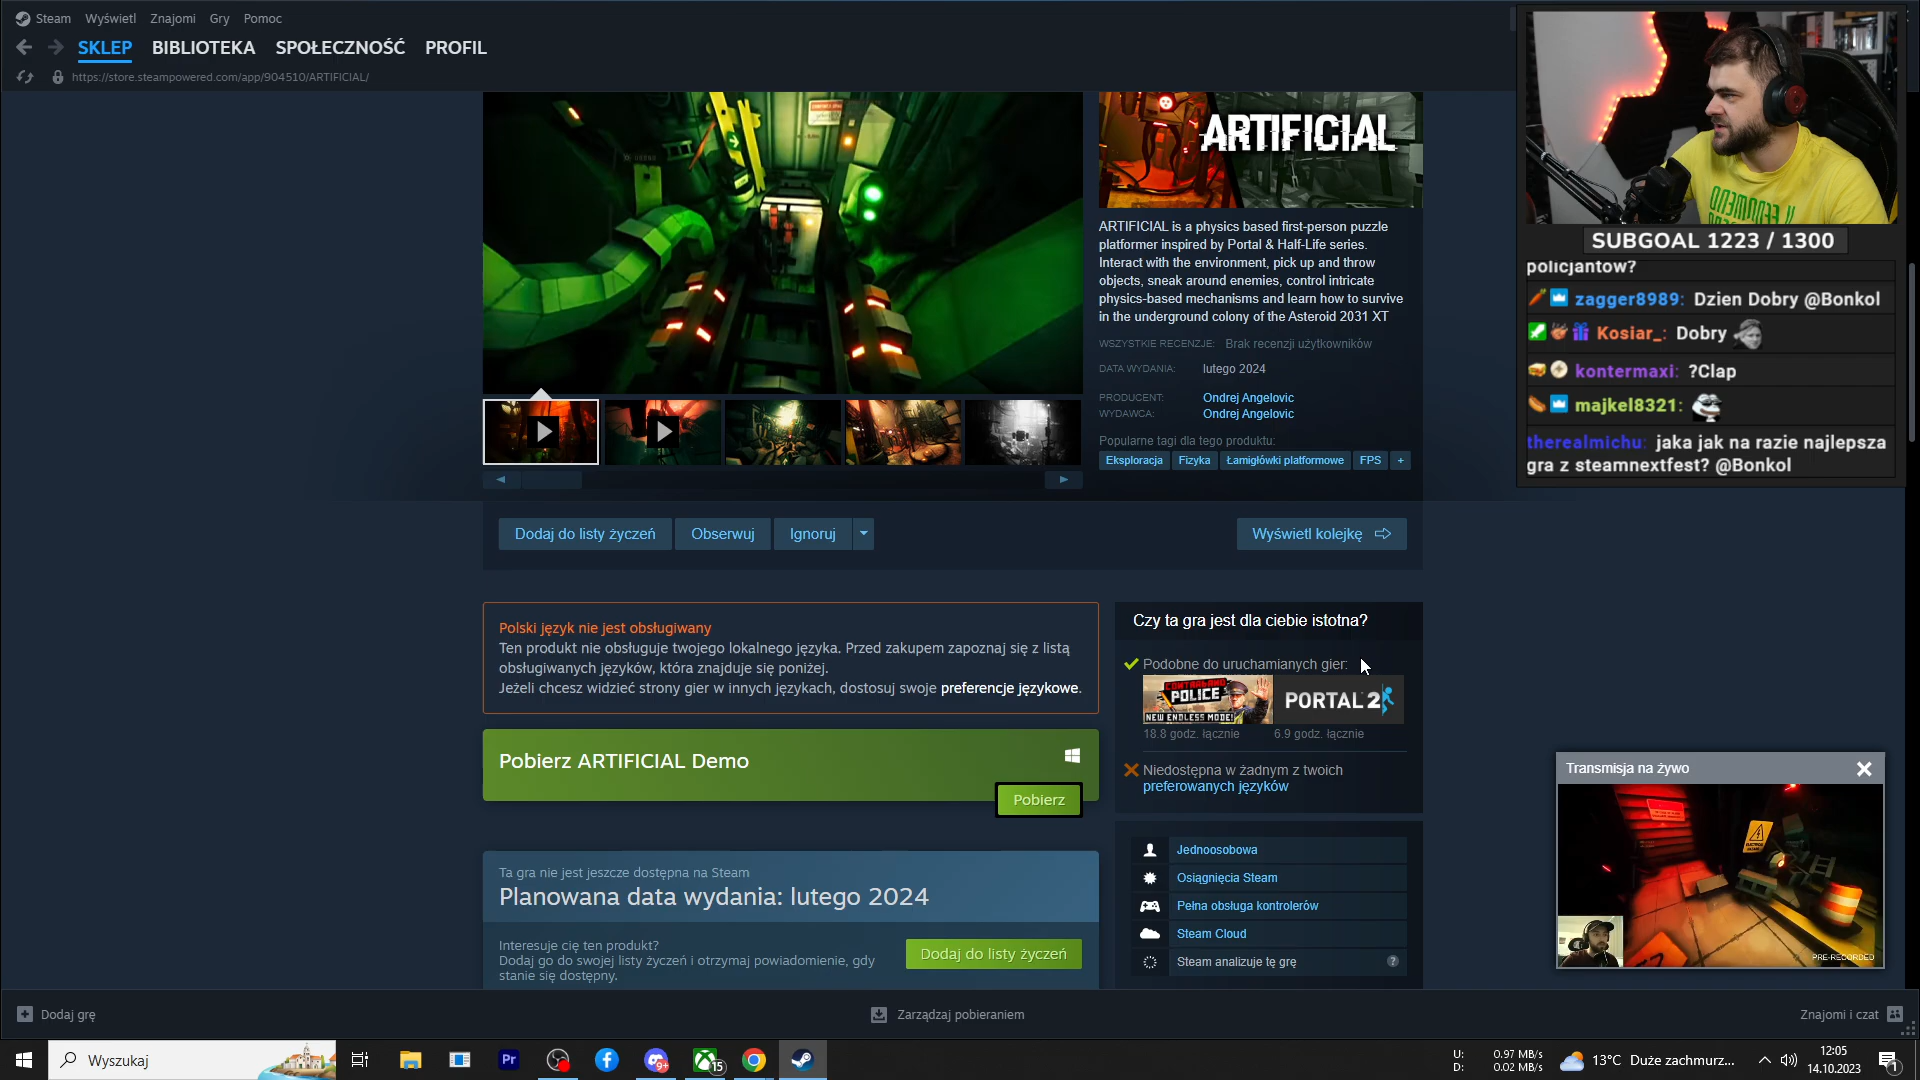 Steam Wyświetl Znajomi Gry Pomoc
SKLEP BIBLIOTEKA SPOŁECZNOŚĆ PROFIL
https://store.steampowered.com/app/904510/ARTIFICIAL/
ARTIFICIAL
ARTIFICIAL is a physics based first-person puzzle
platformer inspired by Portal & Half-Life series.
Interact with the environment, pick up and throw
objects, sneak around enemies, control intricate
physics-based mechanisms and learn how to survive
in the underground colony of the Asteroid 2031 XT
WSZYSTKIE RECENZJE: Brak recenzji użytkowników
DATA WYDANIA: lutego 2024
PRODUCENT: Ondrej Angelovic
WYDAWCA: Ondrej Angelovic
Popularne tagi dla tego produktu:
Eksploracja Fizyka Łamigłówki platformowe FPS +
Dodaj do listy życzeń Obserwuj Ignoruj Wyświetl kolejkę
Polski język nie jest obsługiwany
Ten produkt nie obsługuje twojego lokalnego języka. Przed zakupem zapoznaj się z listą
obsługiwanych języków, która znajduje się poniżej.
Jeżeli chcesz widzieć strony gier w innych językach, dostosuj swoje preferencje językowe.
Pobierz ARTIFICIAL Demo
Pobierz
Ta gra nie jest jeszcze dostępna na Steam
Planowana data wydania: lutego 2024
Interesuje cię ten produkt?
Dodaj go do swojej listy życzeń i otrzymaj powiadomienie, gdy
stanie się dostępny.
Dodaj do listy życzeń
Czy ta gra jest dla ciebie istotna?
Podobne do uruchamianych gier:
CONTRABAND
POLICE
NEW ENDLESS MODE!
PORTAL 2
18.8 godz. łącznie 6.9 godz. łącznie
Niedostępna w żadnym z twoich
preferowanych języków
Jednoosobowa
Osiągnięcia Steam
Pełna obsługa kontrolerów
Steam Cloud
Steam analizuje tę grę ?
SUBGOAL 1223 / 1300
policjantow?
zagger8989: Dzien Dobry @Bonkol
Kosiar_: Dobry
kontermaxi: ?Clap
majkel8321:
therealmichu: jaka jak na razie najlepsza
gra z steamnextfest? @Bonkol
Transmisja na żywo
PRE-RECORDED
Dodaj grę
Zarządzaj pobieraniem
Znajomi i czat
Wyszukaj
Pr
9+
15
U: 0.97 MB/s
D: 0.02 MB/s
13°C Duże zachmurz...
12:05
14.10.2023
1